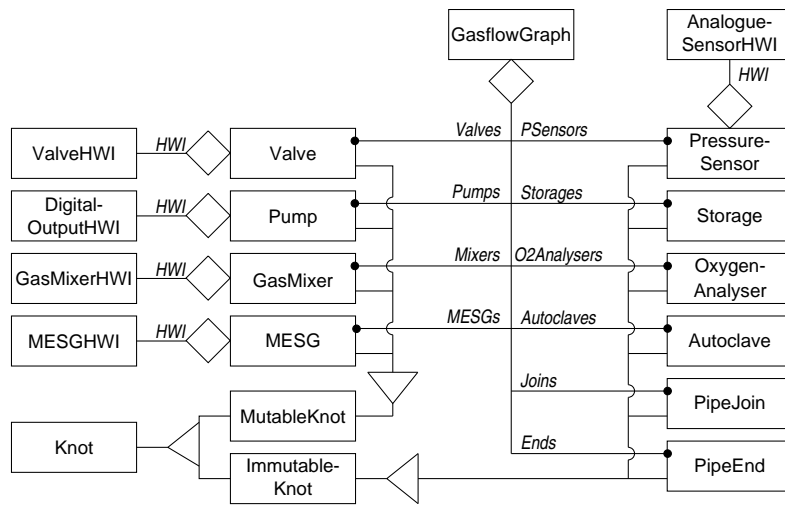 GasflowGraph
Analogue-
SensorHWI
HWI
Valves PSensors
ValveHWI HWI Valve
Pressure-
Sensor
Digital-
OutputHWI
HWI Pump
Pumps Storages
Storage
GasMixerHWI HWI GasMixer
Mixers O2Analysers
Oxygen-
Analyser
MESGHWI HWI MESG
MESGs Autoclaves
Autoclave
Joins
PipeJoin
MutableKnot
Knot
Ends
PipeEnd
Immutable-
Knot